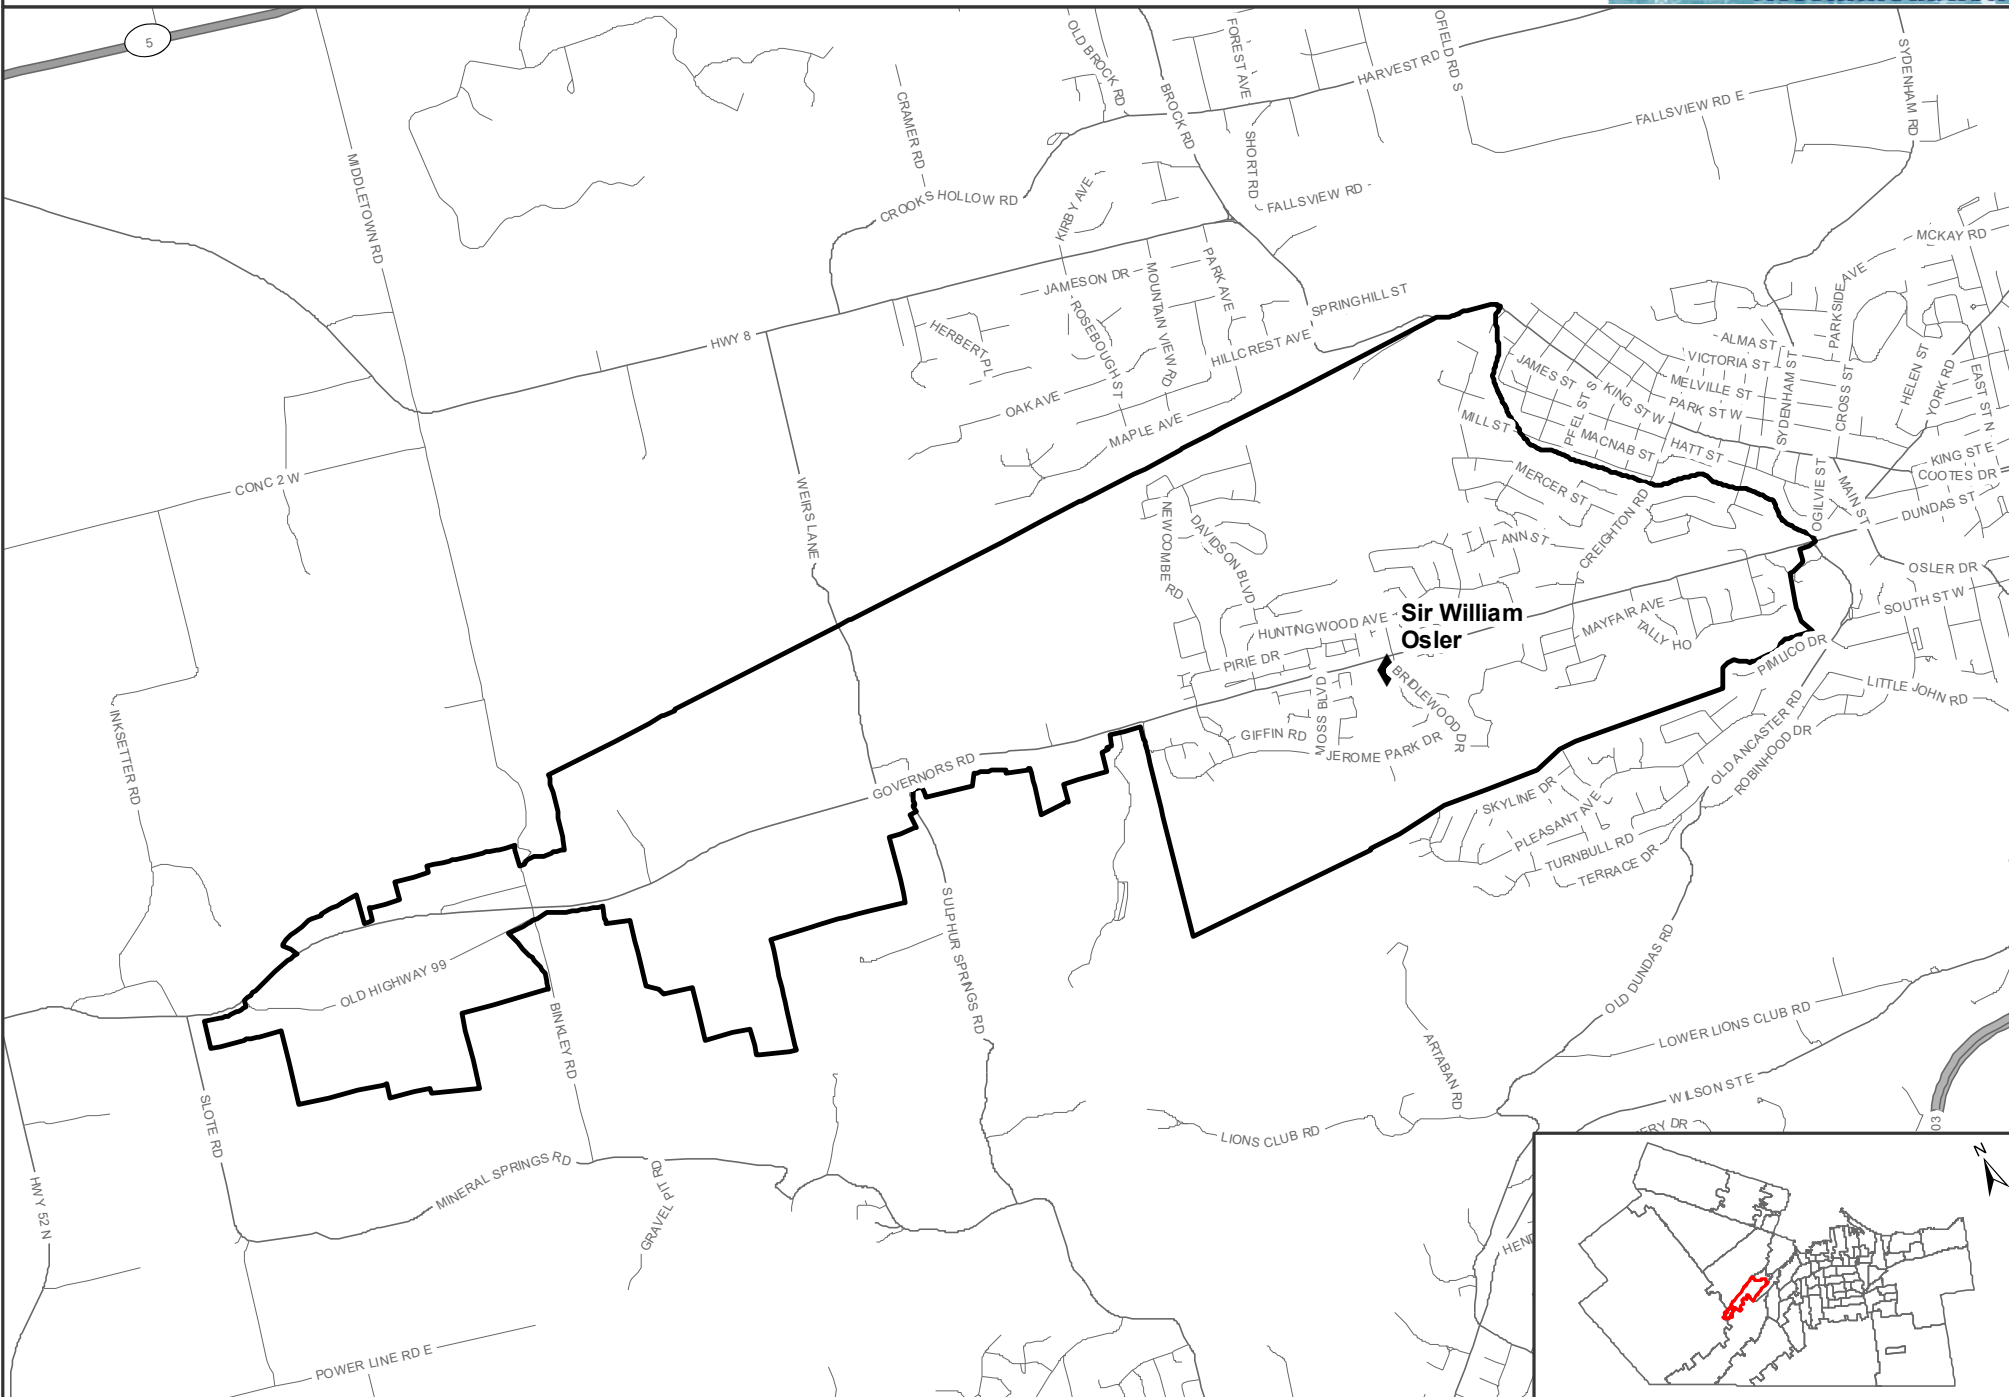 5
OLD BROCK RD
FOREST AVE
OFIELD RD S
HARVEST RD
SYDENHAM RD
CRAMER RD
BROCK RD
FALLSVIEW RD E
MIDDLETOWN RD
SHORT RD
CROOKS HOLLOW RD
KIRBY AVE
FALLSVIEW RD
MCKAY RD
JAMESON DR
MOUNTAIN VIEW RD
PARK AVE
PARKSIDE AVE
SPRINGHILL ST
HWY 8
HERBERT PL
ROSEBOUGH ST
HILLCREST AVE
ALMA ST
VICTORIA ST
MELVILLE ST
PARK ST W
JAMES ST
KING ST W
PFEL ST S
SYDENHAM ST
CROSS ST
HELEN ST
YORK RD
EAST ST N
OAK AVE
MAPLE AVE
MILL ST
MACNAB ST
HATT ST
KING ST E
COOTES DR
DUNDAS ST
CONC 2 W
WEIRS LANE
MERCER ST
OGILVIE ST
MAIN ST
NEWCOMBE RD
DAVIDSON BLVD
ANN ST
CREIGHTON RD
OSLER DR
SOUTH ST W
HUNTINGWOOD AVE
Sir William
Osler
MAYFAIR AVE
TALLY HO
PIRIE DR
PIMLICO DR
BRIDLEWOOD DR
MOSS BLVD
LITTLE JOHN RD
INKSETTER RD
GIFFIN RD
JEROME PARK DR
OLD ANCASTER RD
ROBINHOOD DR
GOVERNORS RD
SKYLINE DR
PLEASANT AVE
TURNBULL RD
TERRACE DR
SULPHUR SPRINGS RD
OLD HIGHWAY 99
OLD DUNDAS RD
BINKLEY RD
LOWER LIONS CLUB RD
ARTABAN RD
WILSON ST E
SLOTE RD
LIONS CLUB RD
ERY DR
03
MINERAL SPRINGS RD
GRAVEL PIT RD
HWY 52 N
HEN
N
POWER LINE RD E